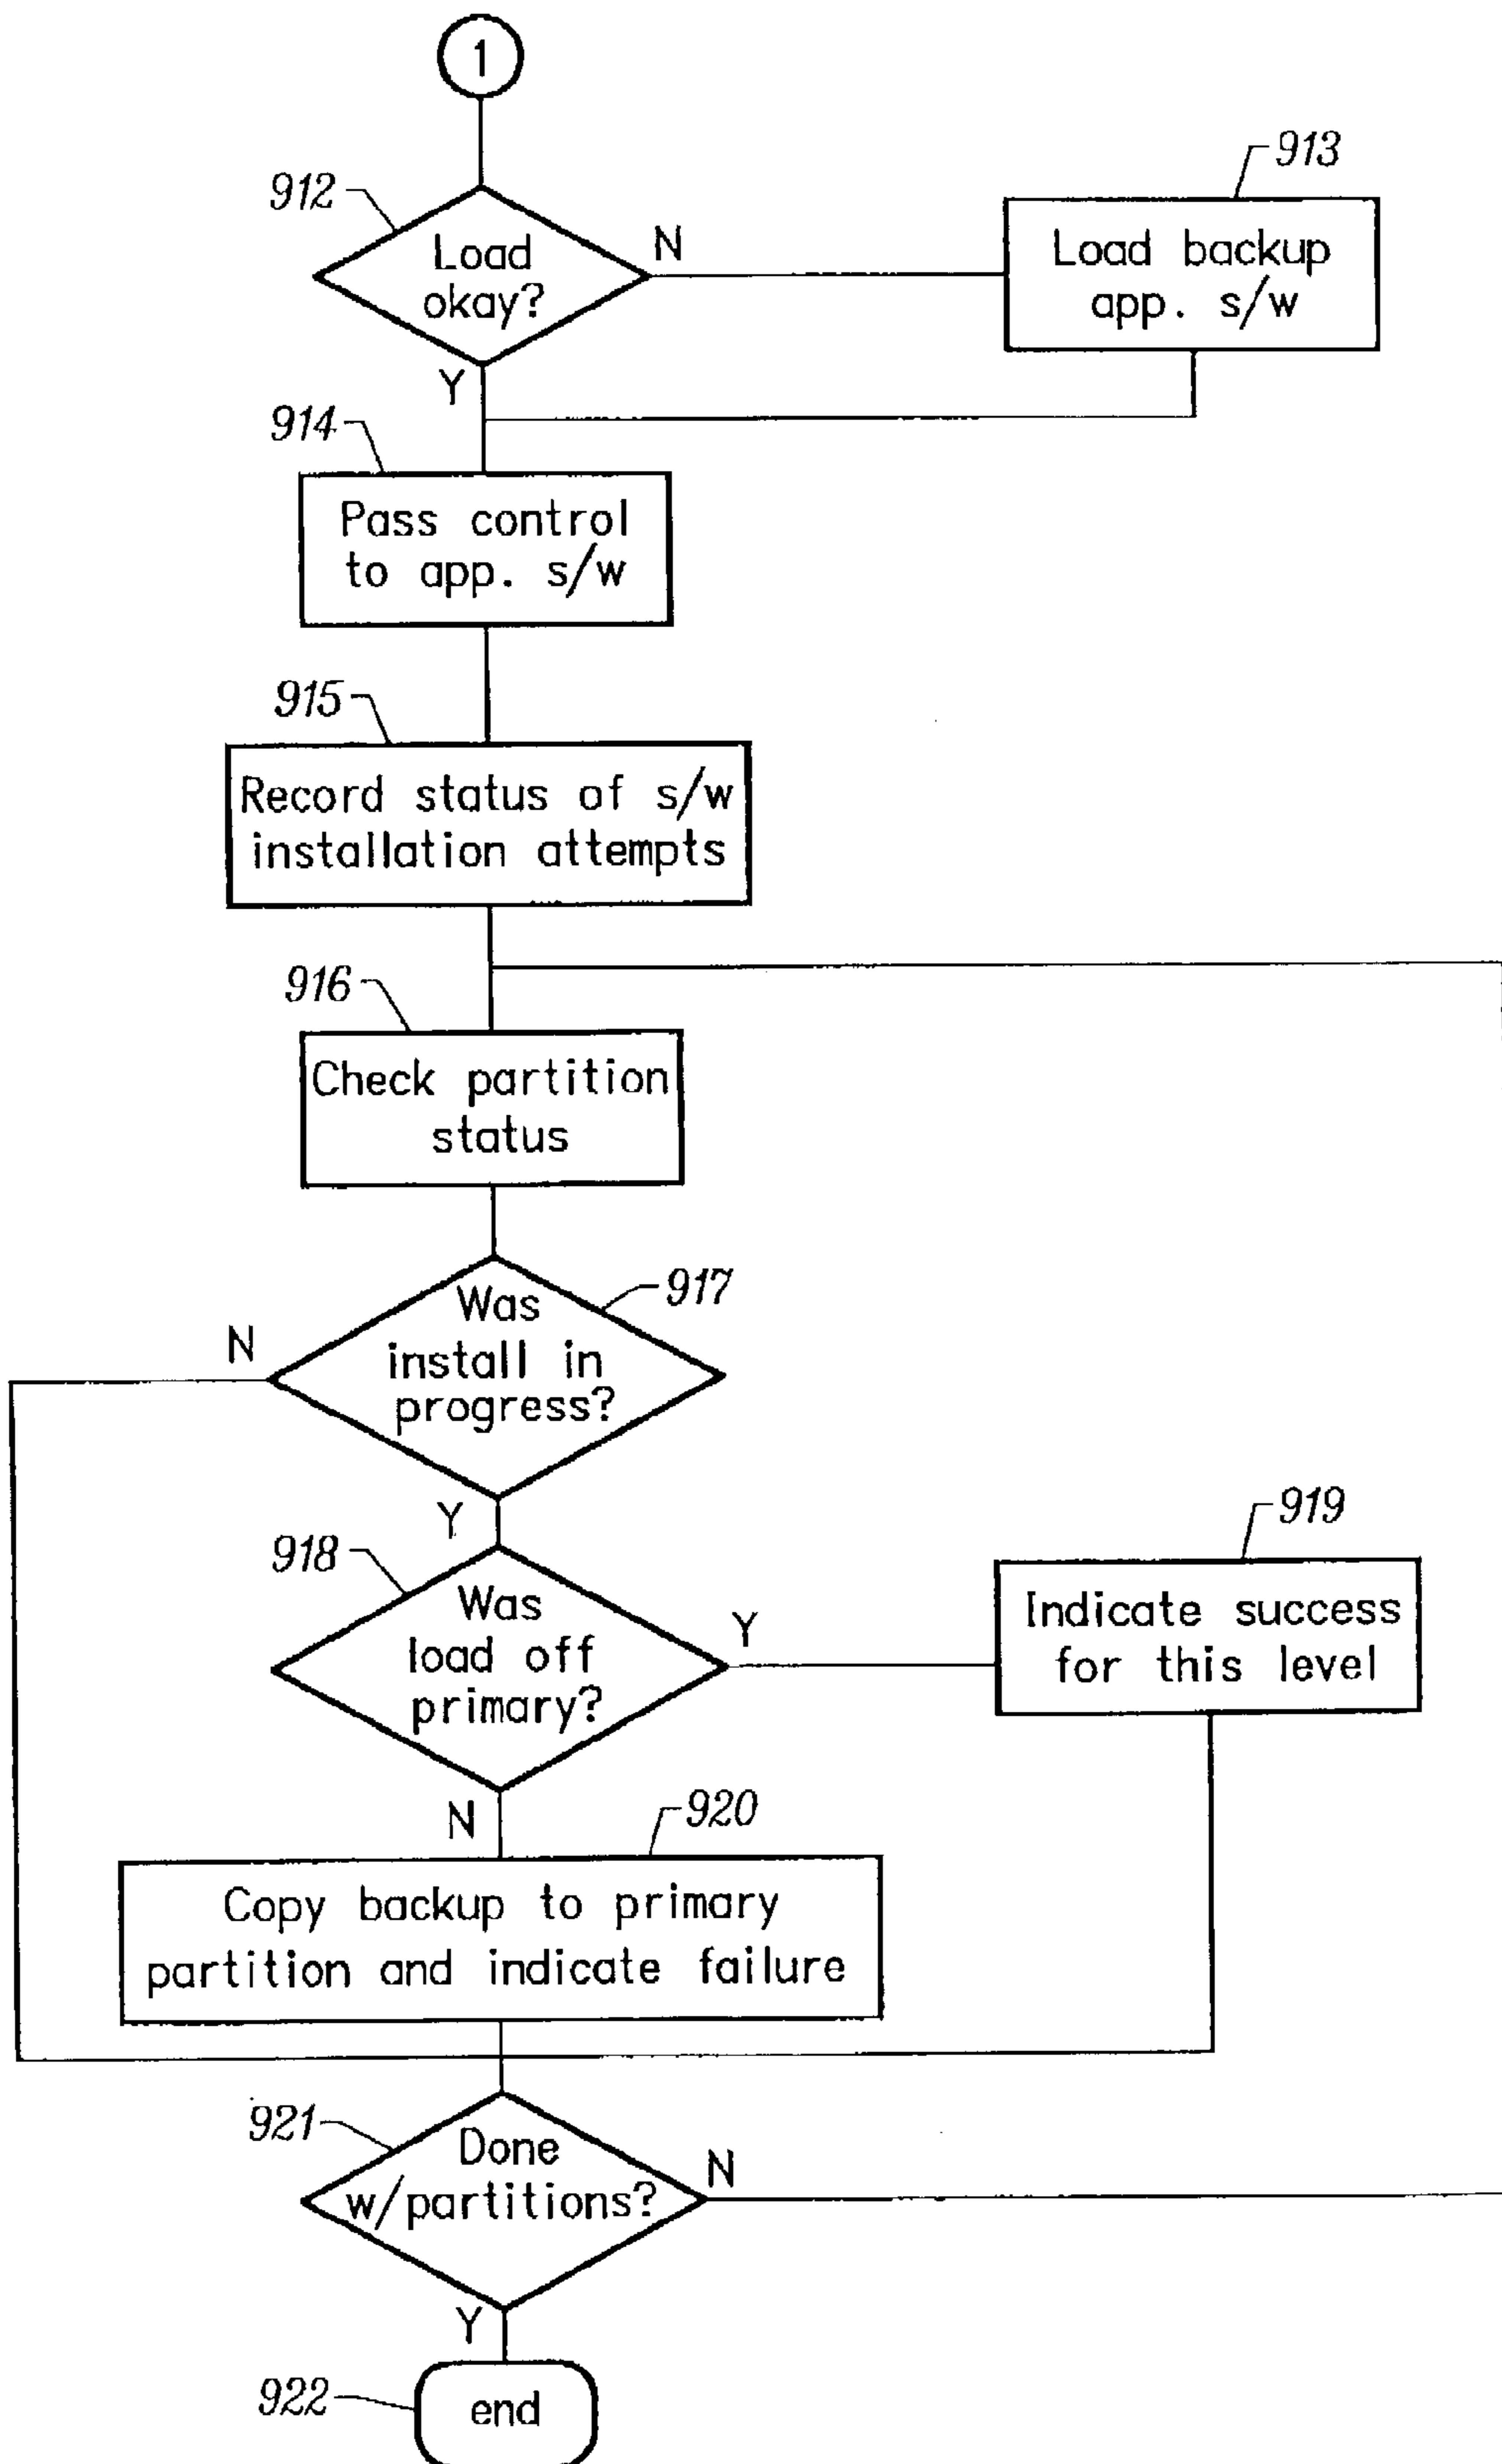 1
912
Load
okay?
N
913
Load backup
app. s/w
Y
914
Pass control
to app. s/w
915
Record status of s/w
installation attempts
916
Check partition
status
917
Was
install in
progress?
N
Y
918
Was
load off
primary?
Y
919
Indicate success
for this level
N
920
Copy backup to primary
partition and indicate failure
921
Done
w/partitions?
N
Y
922
end